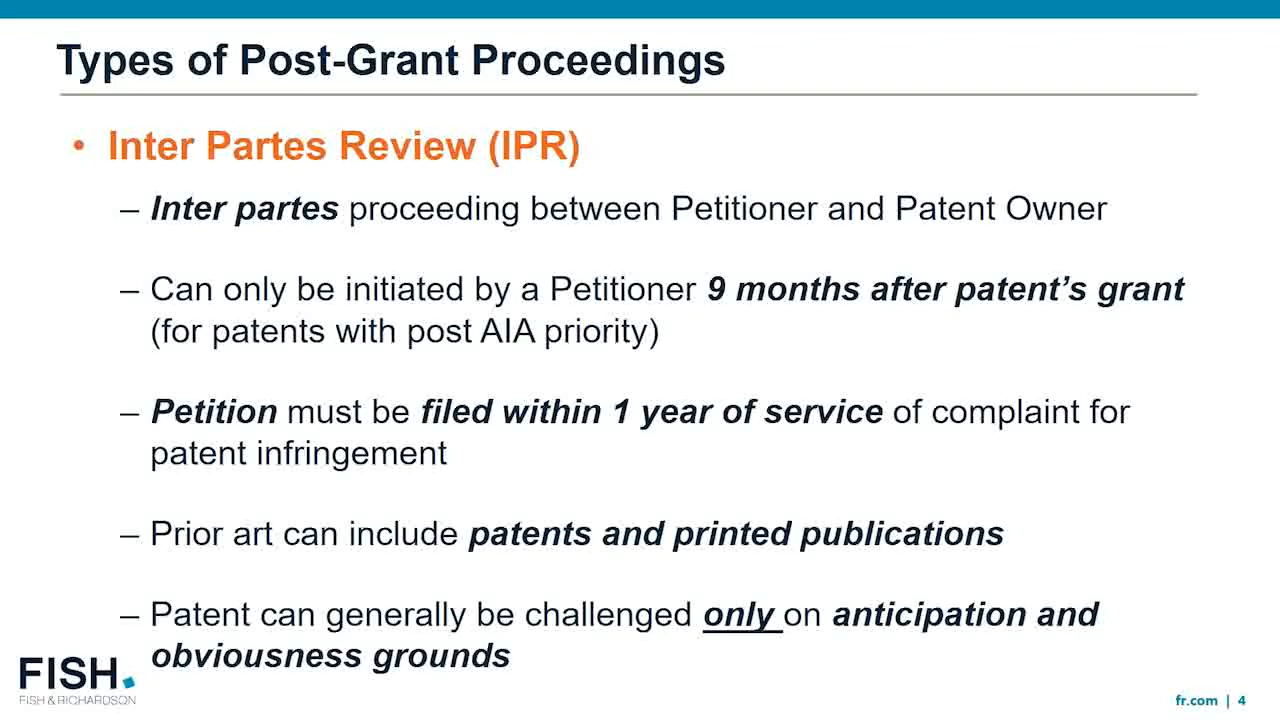 Types of Post-Grant Proceedings
• Inter Partes Review (IPR)
– Inter partes proceeding between Petitioner and Patent Owner
– Can only be initiated by a Petitioner 9 months after patent’s grant
(for patents with post AIA priority)
– Petition must be filed within 1 year of service of complaint for
patent infringement
– Prior art can include patents and printed publications
– Patent can generally be challenged only on anticipation and
obviousness grounds
FISH.
FISH & RICHARDSON
fr.com | 4